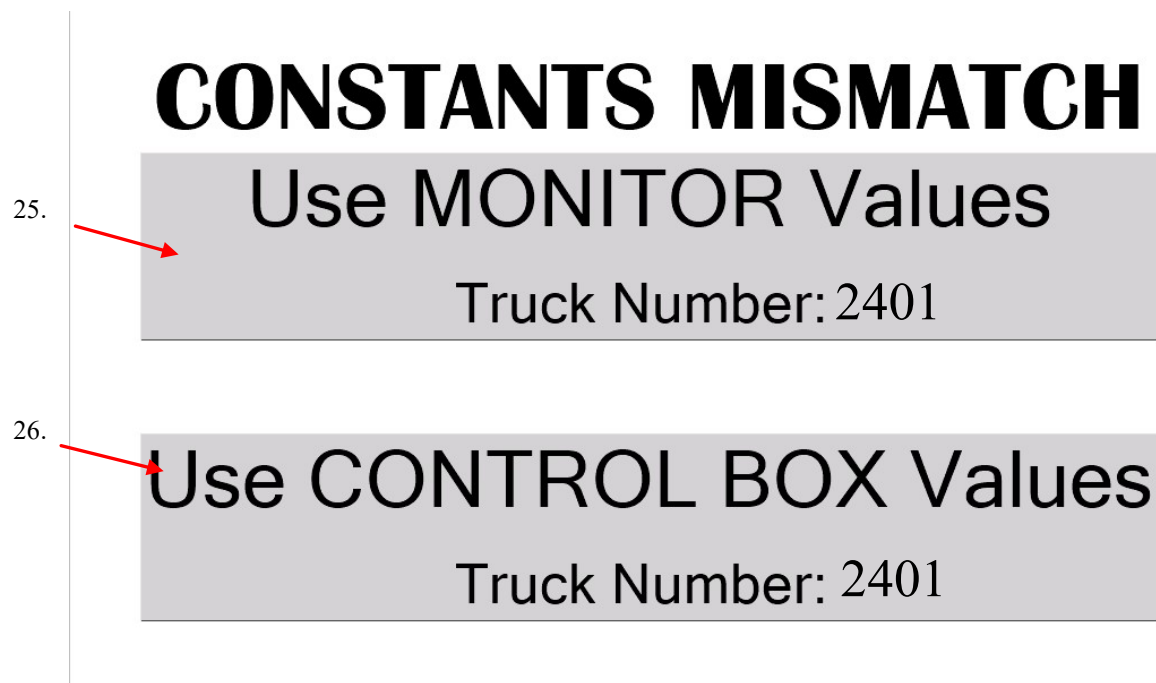 CONSTANTS MISMATCH
25.
Use MONITOR Values
Truck Number: 2401
26.
Use CONTROL BOX Values
Truck Number: 2401